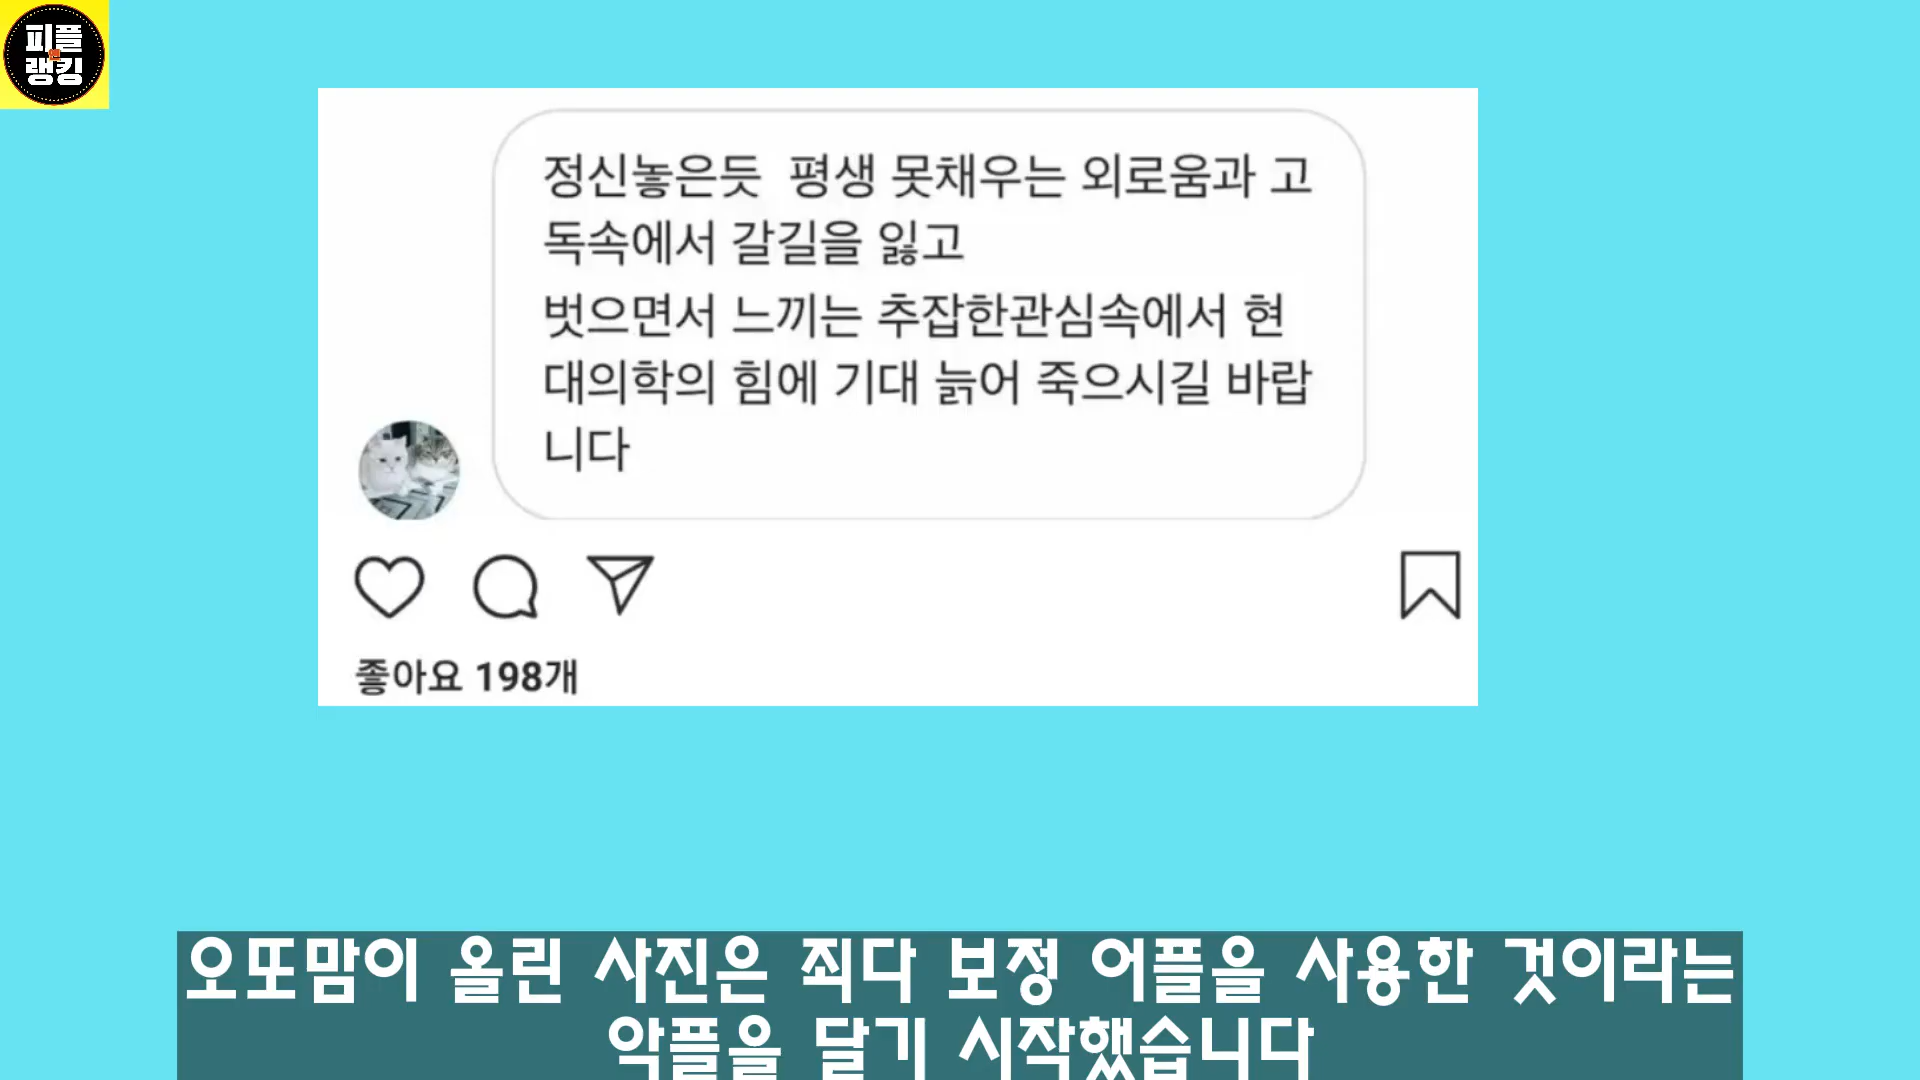 피플
랭킹
정신놓은듯 평생 못채우는 외로움과 고
독속에서 갈길을 잃고
벗으면서 느끼는 추잡한관심속에서 현
대의학의 힘에 기대 늙어 죽으시길 바랍
니다
좋아요 198개
오또맘이 올린 사진은 죄다 보정 어플을 사용한 것이라는
악플을 달기 시작했습니다